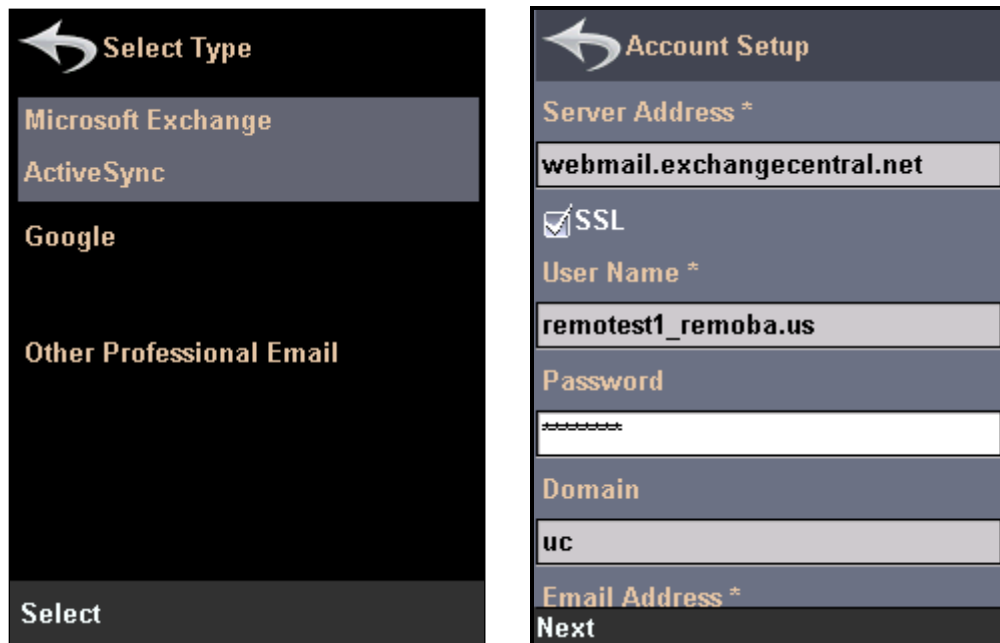 Select Type
Microsoft Exchange
ActiveSync
Google
Other Professional Email
Select
Account Setup
Server Address *
webmail.exchangecentral.net
SSL
User Name *
remotest1_remoba.us
Password
*********
Domain
uc
Email Address *
Next